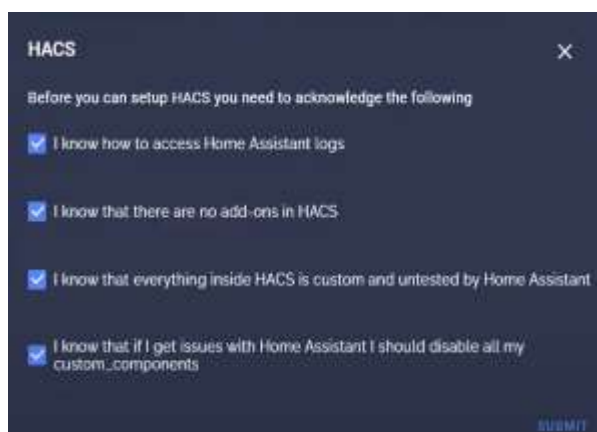 HACS
Before you can setup HACS you need to acknowledge the following
I know how to access Home Assistant logs
I know that there are no add-ons in HACS
I know that everything inside HACS is custom and untested by Home Assistant
I know that if I get issues with Home Assistant I should disable all my
custom_components
SUBMIT